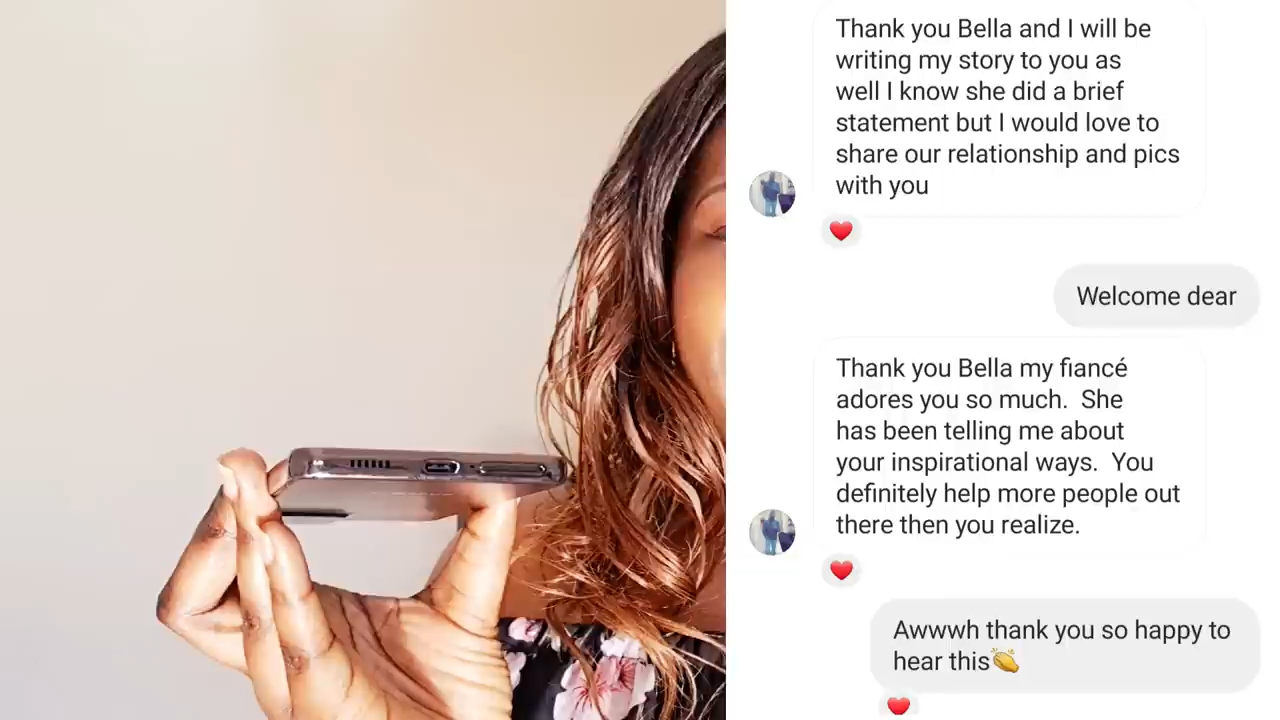 Thank you Bella and I will be
writing my story to you as
well I know she did a brief
statement but I would love to
share our relationship and pics
with you
Welcome dear
Thank you Bella my fiancé
adores you so much.  She
has been telling me about
your inspirational ways.  You
definitely help more people out
there then you realize.
Awwwh thank you so happy to
hear this👏